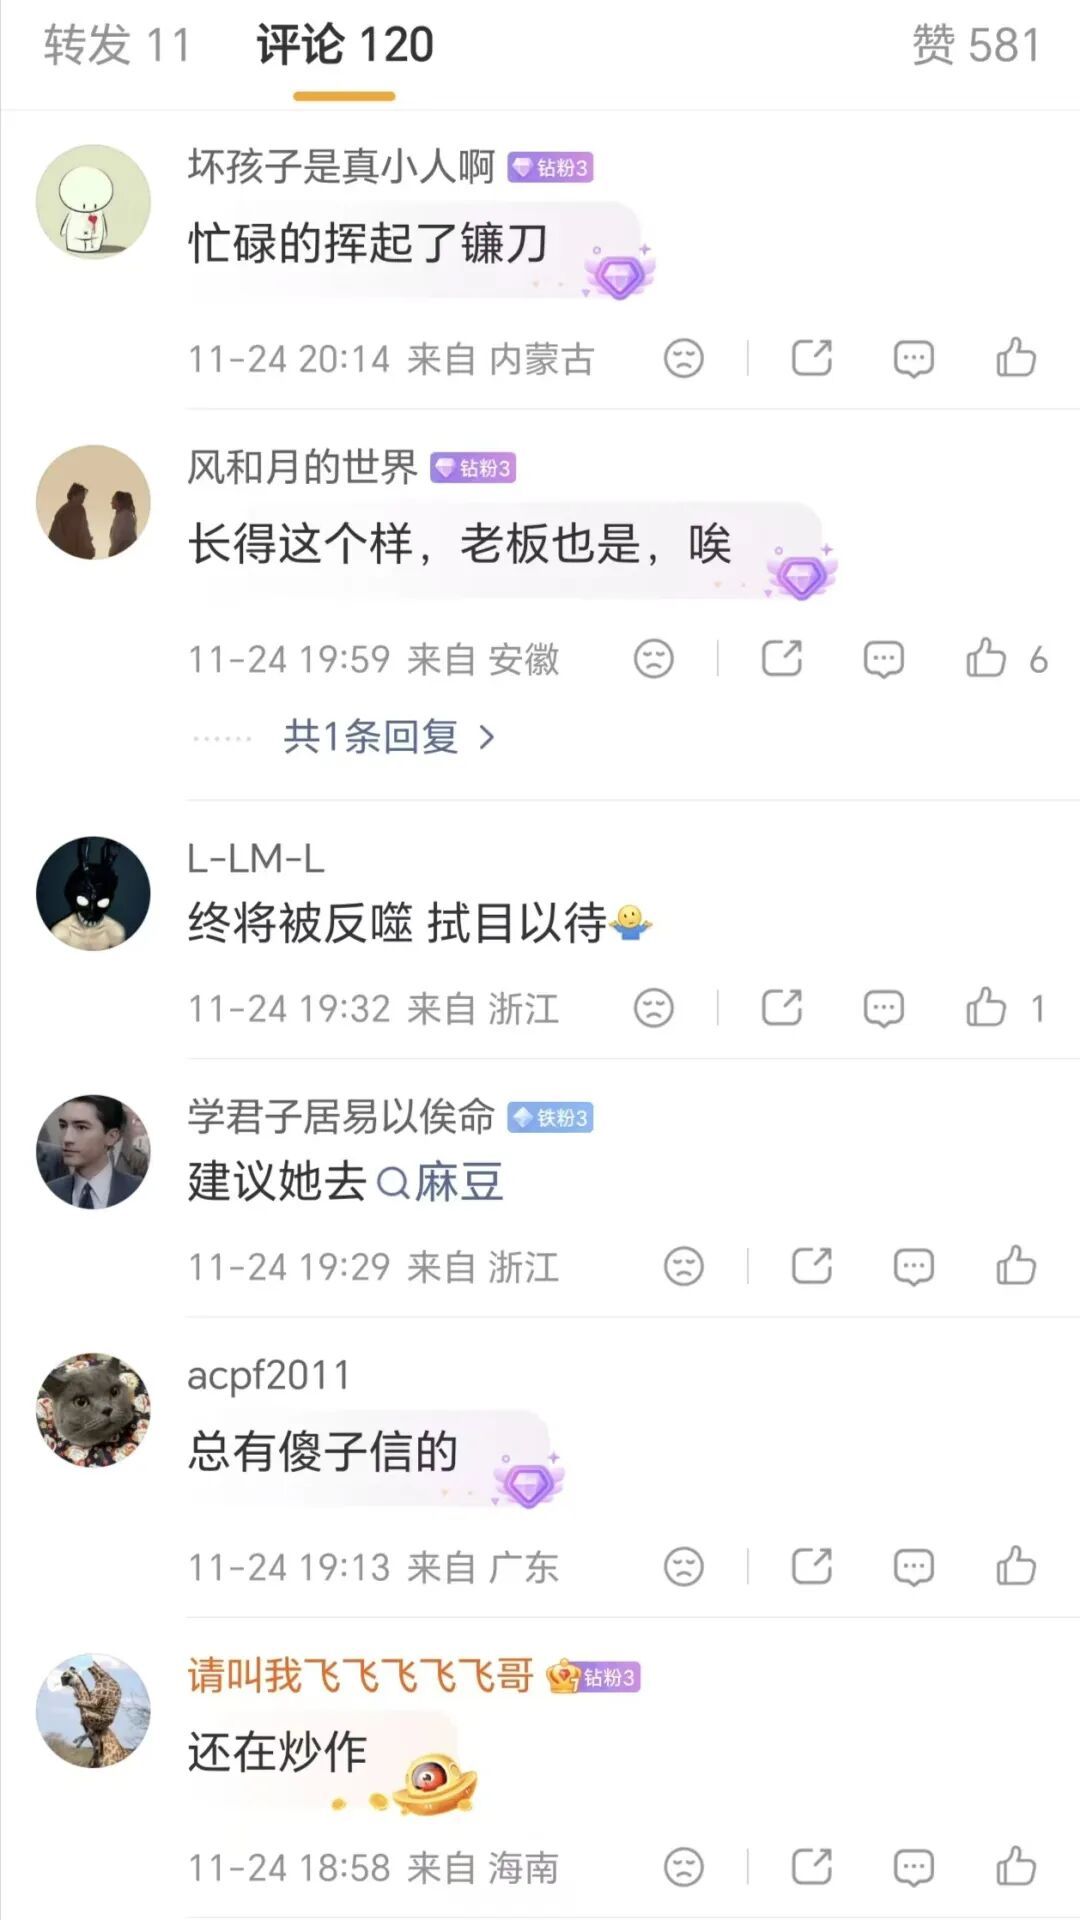 转发 11 评论 120 赞 581
坏孩子是真小人啊 钻粉3
忙碌的挥起了镰刀
11-24 20:14 来自 内蒙古
风和月的世界 钻粉3
长得这个样，老板也是，唉
11-24 19:59 来自 安徽 6
共1条回复
L-LM-L
终将被反噬 拭目以待
11-24 19:32 来自 浙江 1
学君子居易以俟命 铁粉3
建议她去麻豆
11-24 19:29 来自 浙江
acpf2011
总有傻子信的
11-24 19:13 来自 广东
请叫我飞飞飞飞飞哥 7 钻粉3
还在炒作
11-24 18:58 来自 海南